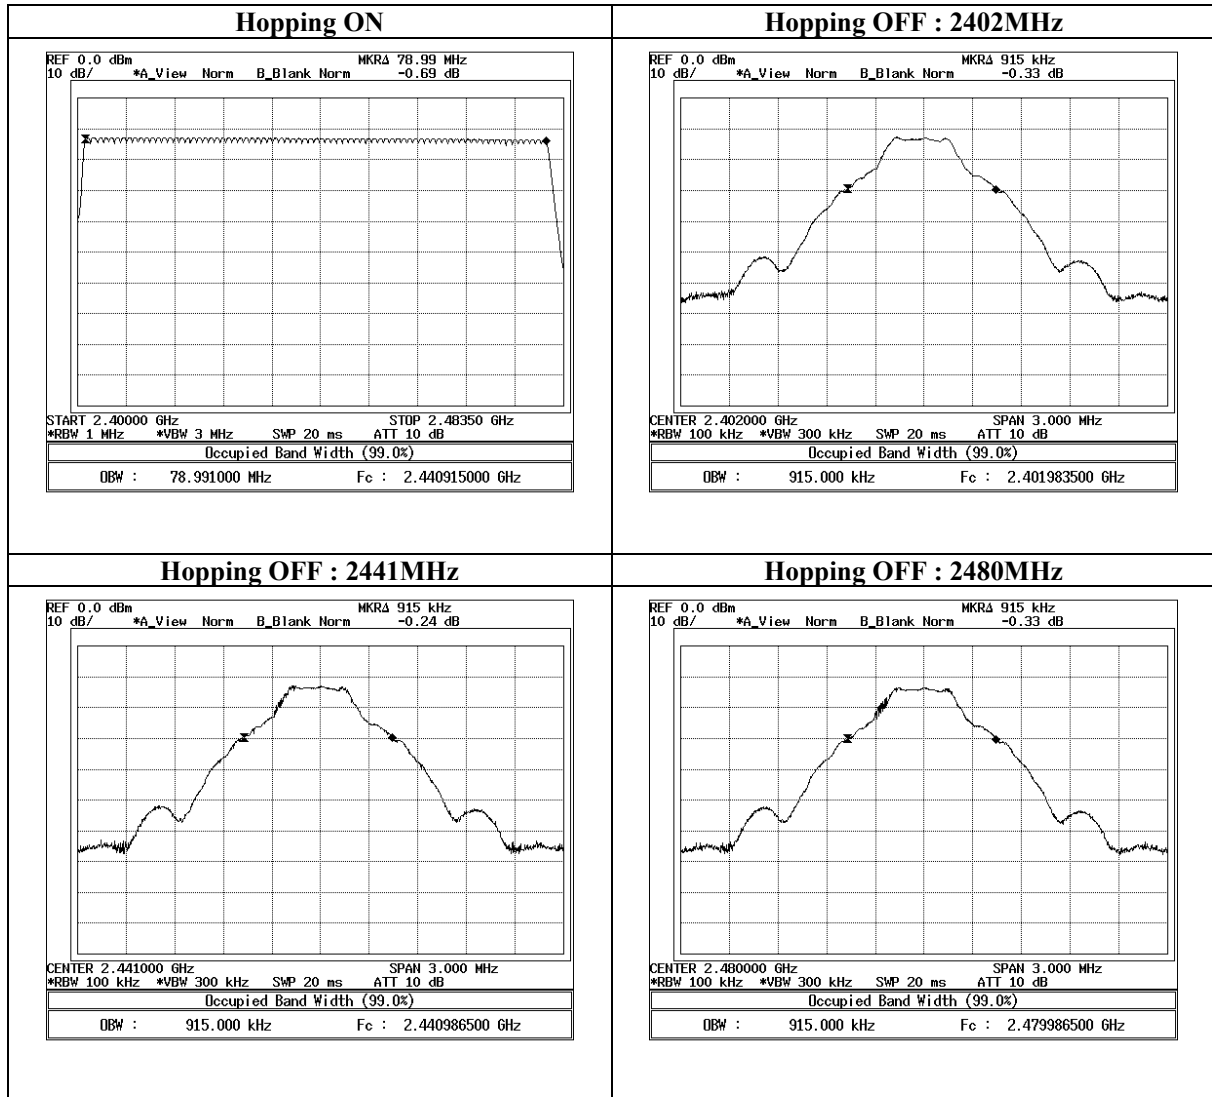 Hopping ON
REF 0.0 dBm MKRΔ 78.99 MHz
10 dB/ *A_View Norm B_Blank Norm -0.69 dB
START 2.40000 GHz STOP 2.48350 GHz
*RBW 1 MHz *VBW 3 MHz SWP 20 ms ATT 10 dB
Occupied Band Width (99.0%)
OBW : 78.991000 MHz Fc : 2.440915000 GHz
Hopping OFF : 2402MHz
REF 0.0 dBm MKRΔ 915 kHz
10 dB/ *A_View Norm B_Blank Norm -0.33 dB
CENTER 2.402000 GHz SPAN 3.000 MHz
*RBW 100 kHz *VBW 300 kHz SWP 20 ms ATT 10 dB
Occupied Band Width (99.0%)
OBW : 915.000 kHz Fc : 2.401983500 GHz
Hopping OFF : 2441MHz
REF 0.0 dBm MKRΔ 915 kHz
10 dB/ *A_View Norm B_Blank Norm -0.24 dB
CENTER 2.441000 GHz SPAN 3.000 MHz
*RBW 100 kHz *VBW 300 kHz SWP 20 ms ATT 10 dB
Occupied Band Width (99.0%)
OBW : 915.000 kHz Fc : 2.440986500 GHz
Hopping OFF : 2480MHz
REF 0.0 dBm MKRΔ 915 kHz
10 dB/ *A_View Norm B_Blank Norm -0.33 dB
CENTER 2.480000 GHz SPAN 3.000 MHz
*RBW 100 kHz *VBW 300 kHz SWP 20 ms ATT 10 dB
Occupied Band Width (99.0%)
OBW : 915.000 kHz Fc : 2.479986500 GHz